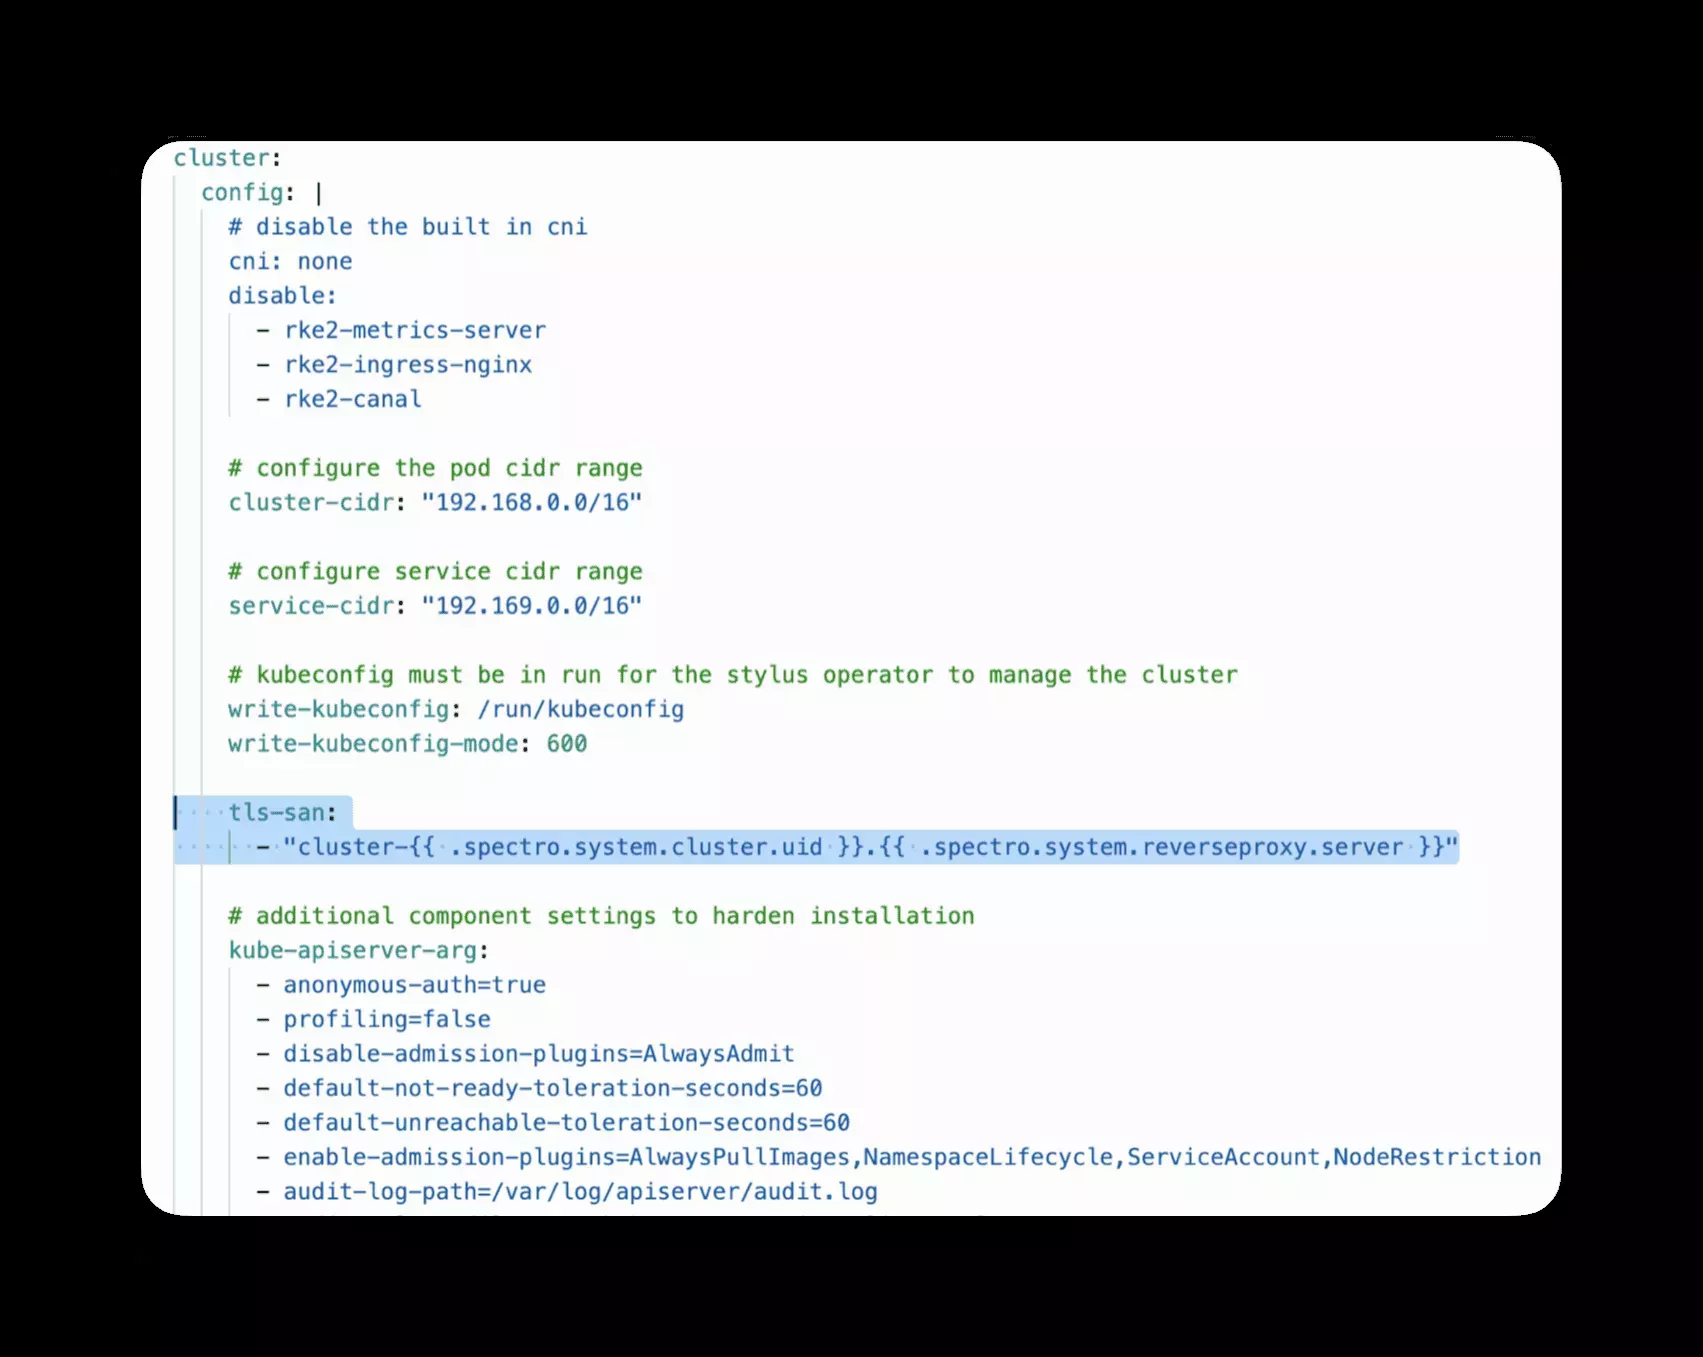 cluster:
  config: |
    # disable the built in cni
    cni: none
    disable:
      - rke2-metrics-server
      - rke2-ingress-nginx
      - rke2-canal

    # configure the pod cidr range
    cluster-cidr: "192.168.0.0/16"

    # configure service cidr range
    service-cidr: "192.169.0.0/16"

    # kubeconfig must be in run for the stylus operator to manage the cluster
    write-kubeconfig: /run/kubeconfig
    write-kubeconfig-mode: 600

    tls-san:
      - "cluster-{{ .spectro.system.cluster.uid }}.{{ .spectro.system.reverseproxy.server }}"

    # additional component settings to harden installation
    kube-apiserver-arg:
      - anonymous-auth=true
      - profiling=false
      - disable-admission-plugins=AlwaysAdmit
      - default-not-ready-toleration-seconds=60
      - default-unreachable-toleration-seconds=60
      - enable-admission-plugins=AlwaysPullImages,NamespaceLifecycle,ServiceAccount,NodeRestriction
      - audit-log-path=/var/log/apiserver/audit.log